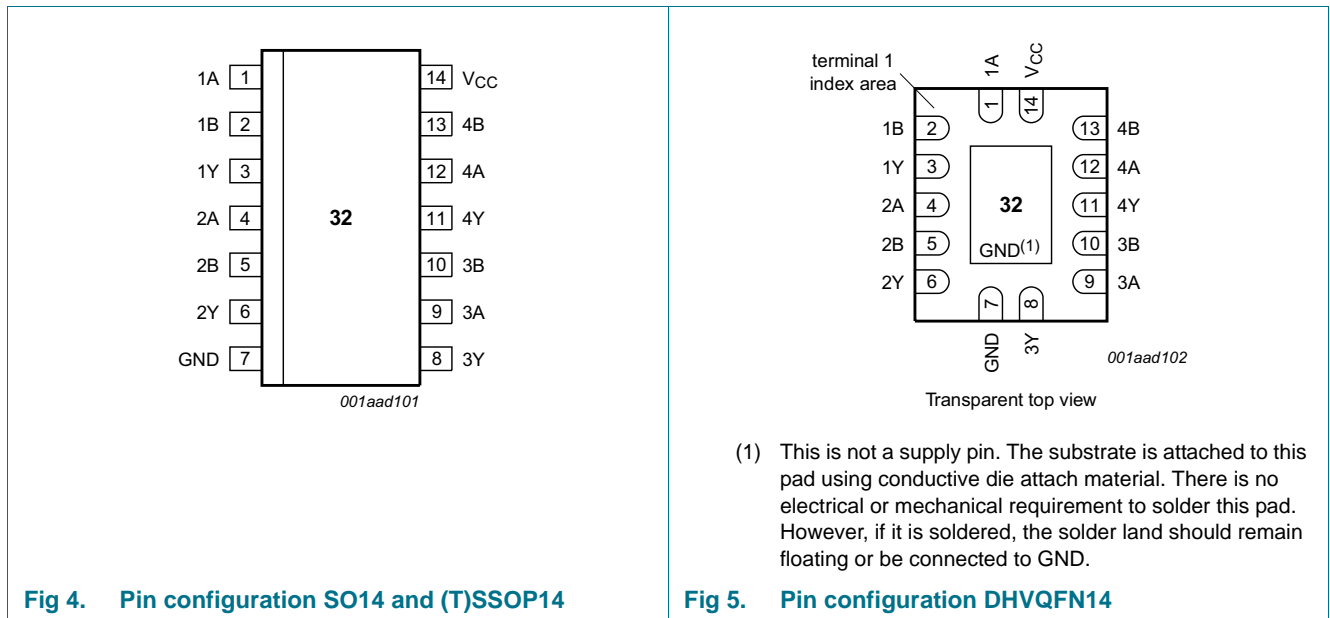 1A 1 14 VCC
1B 2 13 4B
1Y 3 12 4A
2A 4 32 11 4Y
2B 5 10 3B
2Y 6 9 3A
GND 7 8 3Y
001aad101
Fig 4. Pin configuration SO14 and (T)SSOP14
terminal 1
index area
1A VCC
1 14
1B 2 13 4B
1Y 3 12 4A
2A 4 32 11 4Y
2B 5 GND(1) 10 3B
2Y 6 9 3A
7 8
GND 3Y
001aad102
Transparent top view
(1) This is not a supply pin. The substrate is attached to this
pad using conductive die attach material. There is no
electrical or mechanical requirement to solder this pad.
However, if it is soldered, the solder land should remain
floating or be connected to GND.
Fig 5. Pin configuration DHVQFN14